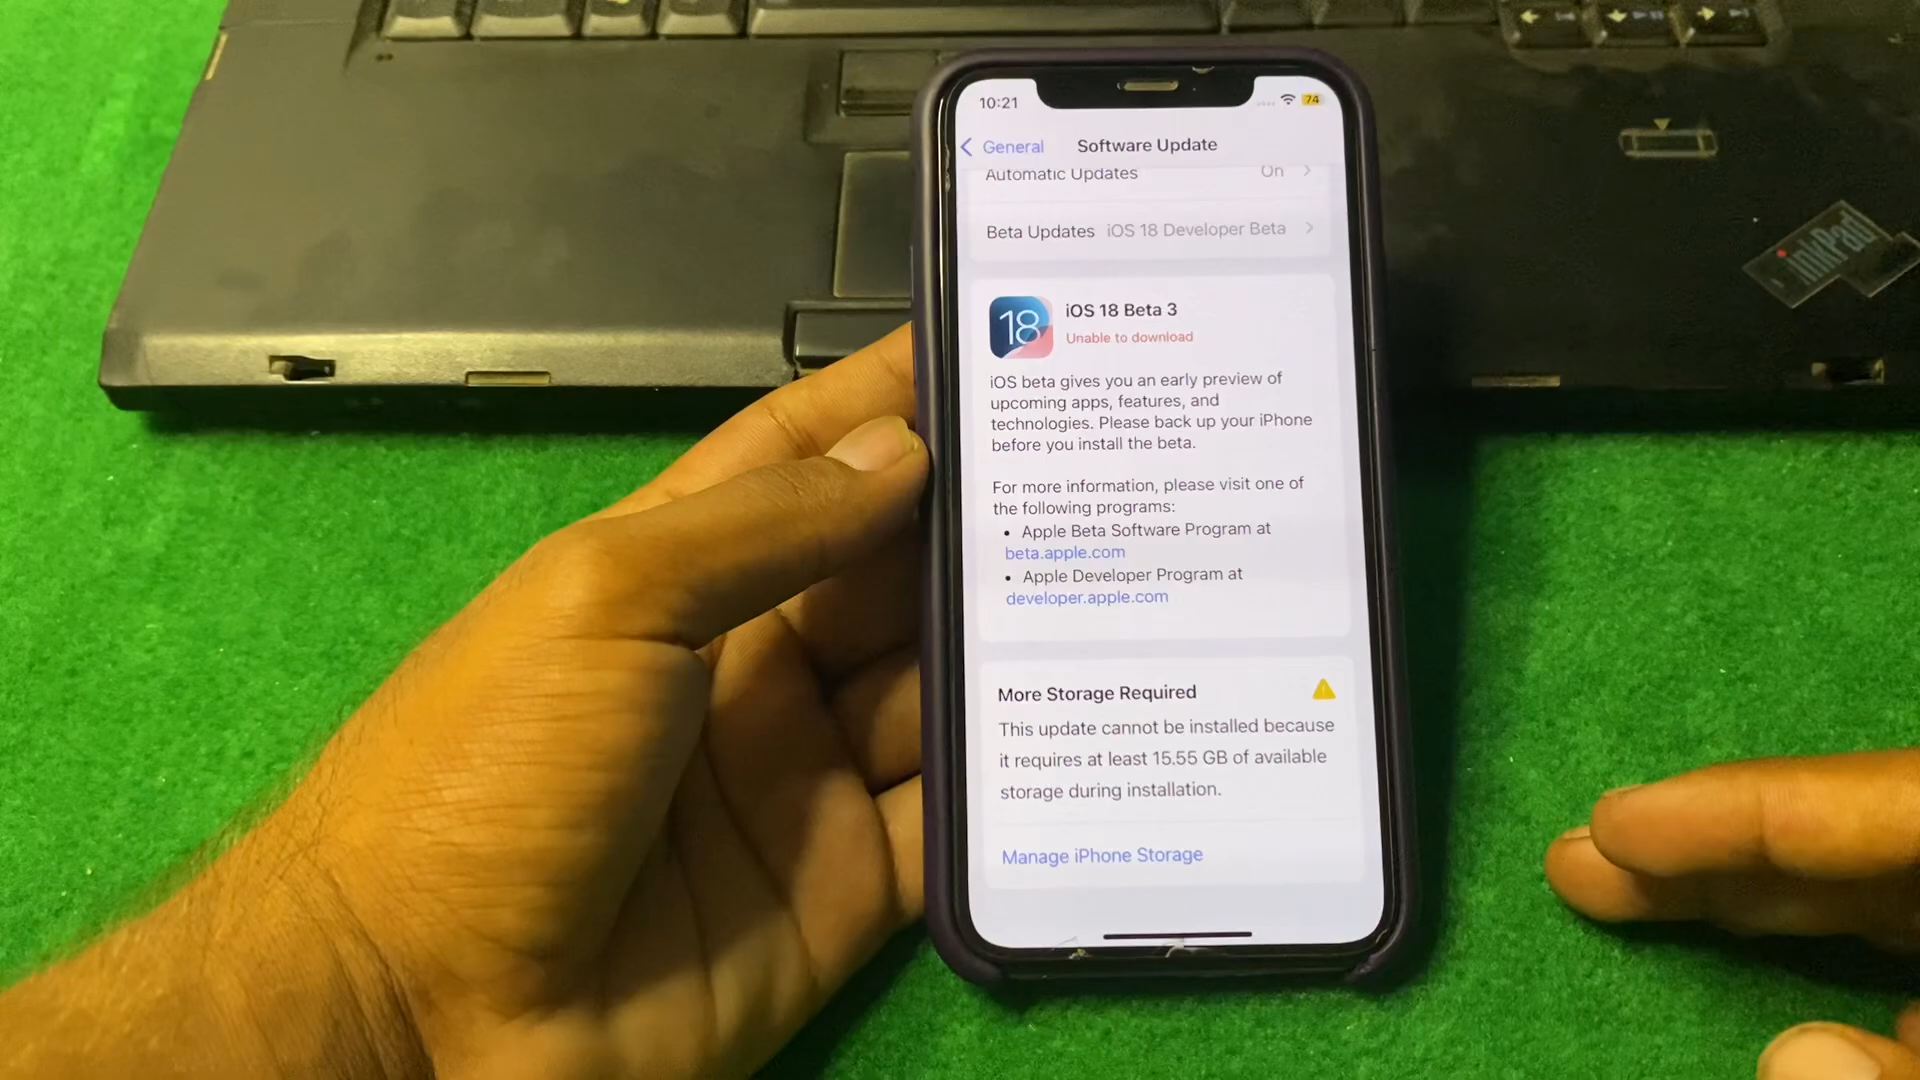 10:21
74
General
Software Update
Automatic Updates On
Beta Updates iOS 18 Developer Beta
18
iOS 18 Beta 3
Unable to download
iOS beta gives you an early preview of
upcoming apps, features, and
technologies. Please back up your iPhone
before you install the beta.
For more information, please visit one of
the following programs:
• Apple Beta Software Program at
beta.apple.com
• Apple Developer Program at
developer.apple.com
More Storage Required
This update cannot be installed because
it requires at least 15.55 GB of available
storage during installation.
Manage iPhone Storage
inkPad